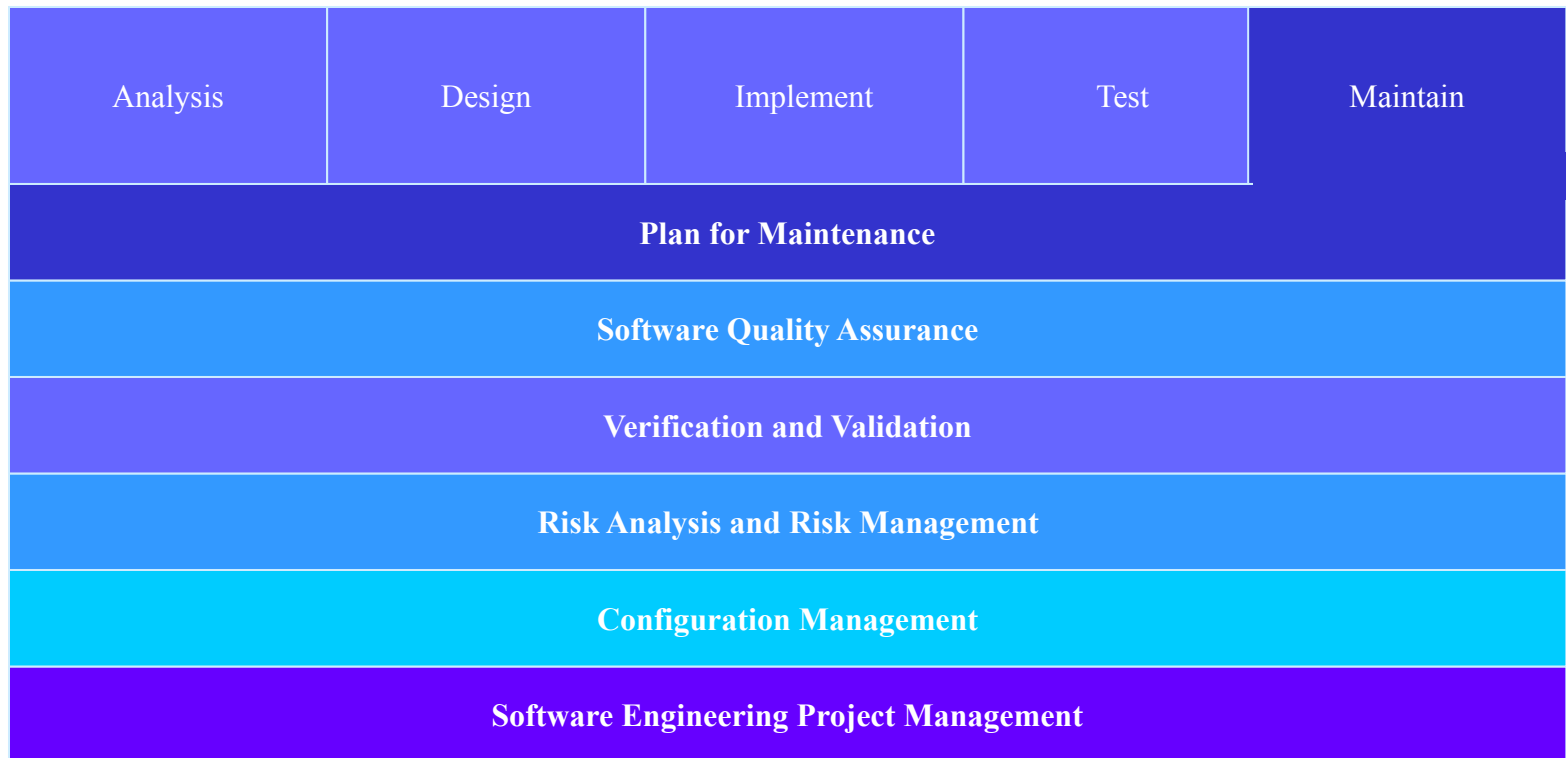 Analysis
Design
Implement
Test
Maintain
Plan for Maintenance
Software Quality Assurance
Verification and Validation
Risk Analysis and Risk Management
Configuration Management
Software Engineering Project Management